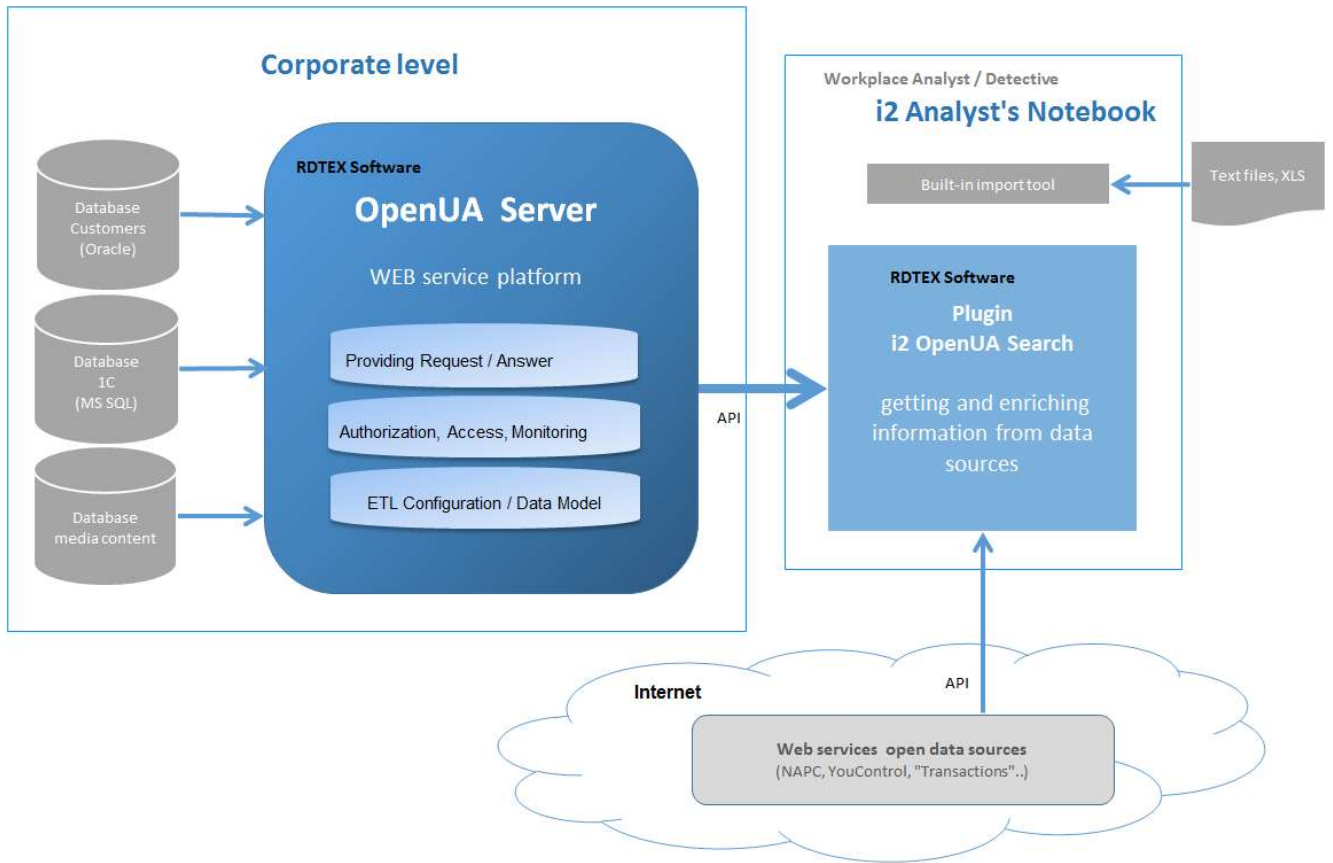 Corporate level
Database
Customers
(Oracle)
Database
1C
(MS SQL)
Database
media content
RDTEX Software
OpenUA Server
WEB service platform
Providing Request / Answer
Authorization, Access, Monitoring
ETL Configuration / Data Model
API
Workplace Analyst / Detective
i2 Analyst's Notebook
Built-in import tool
Text files, XLS
RDTEX Software
Plugin
i2 OpenUA Search
getting and enriching
information from data
sources
Internet
API
Web services open data sources
(NAPC, YouControl, "Transactions"..)